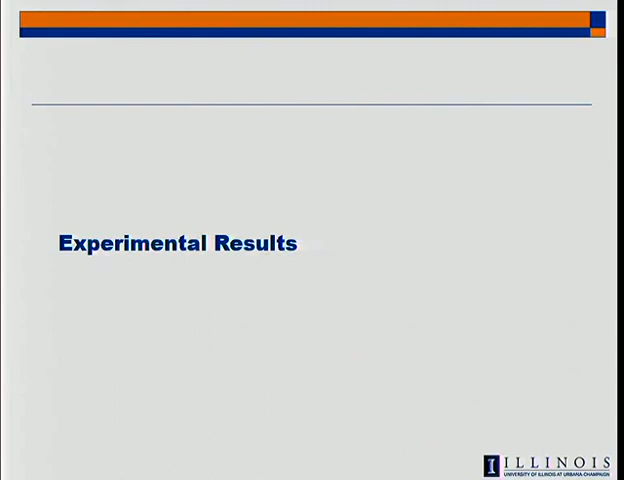 Experimental Results
I ILLINOIS
UNIVERSITY OF ILLINOIS AT URBANA-CHAMPAIGN